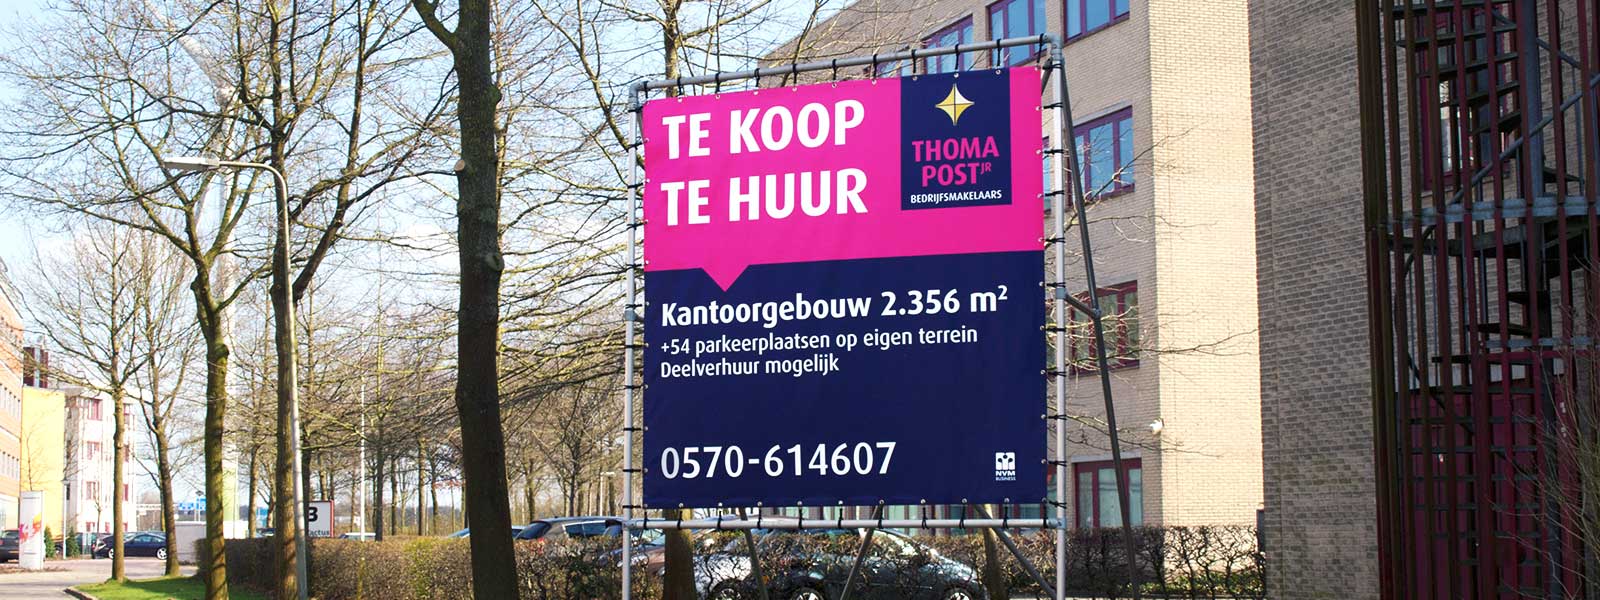 TE KOOP
TE HUUR
THOMA
POST JR
BEDRIJFSMAKELAARS
Kantoorgebouw 2.356 m²
+54 parkeerplaatsen op eigen terrein
Deelverhuur mogelijk
0570-614607
NVM
BUSINESS
3